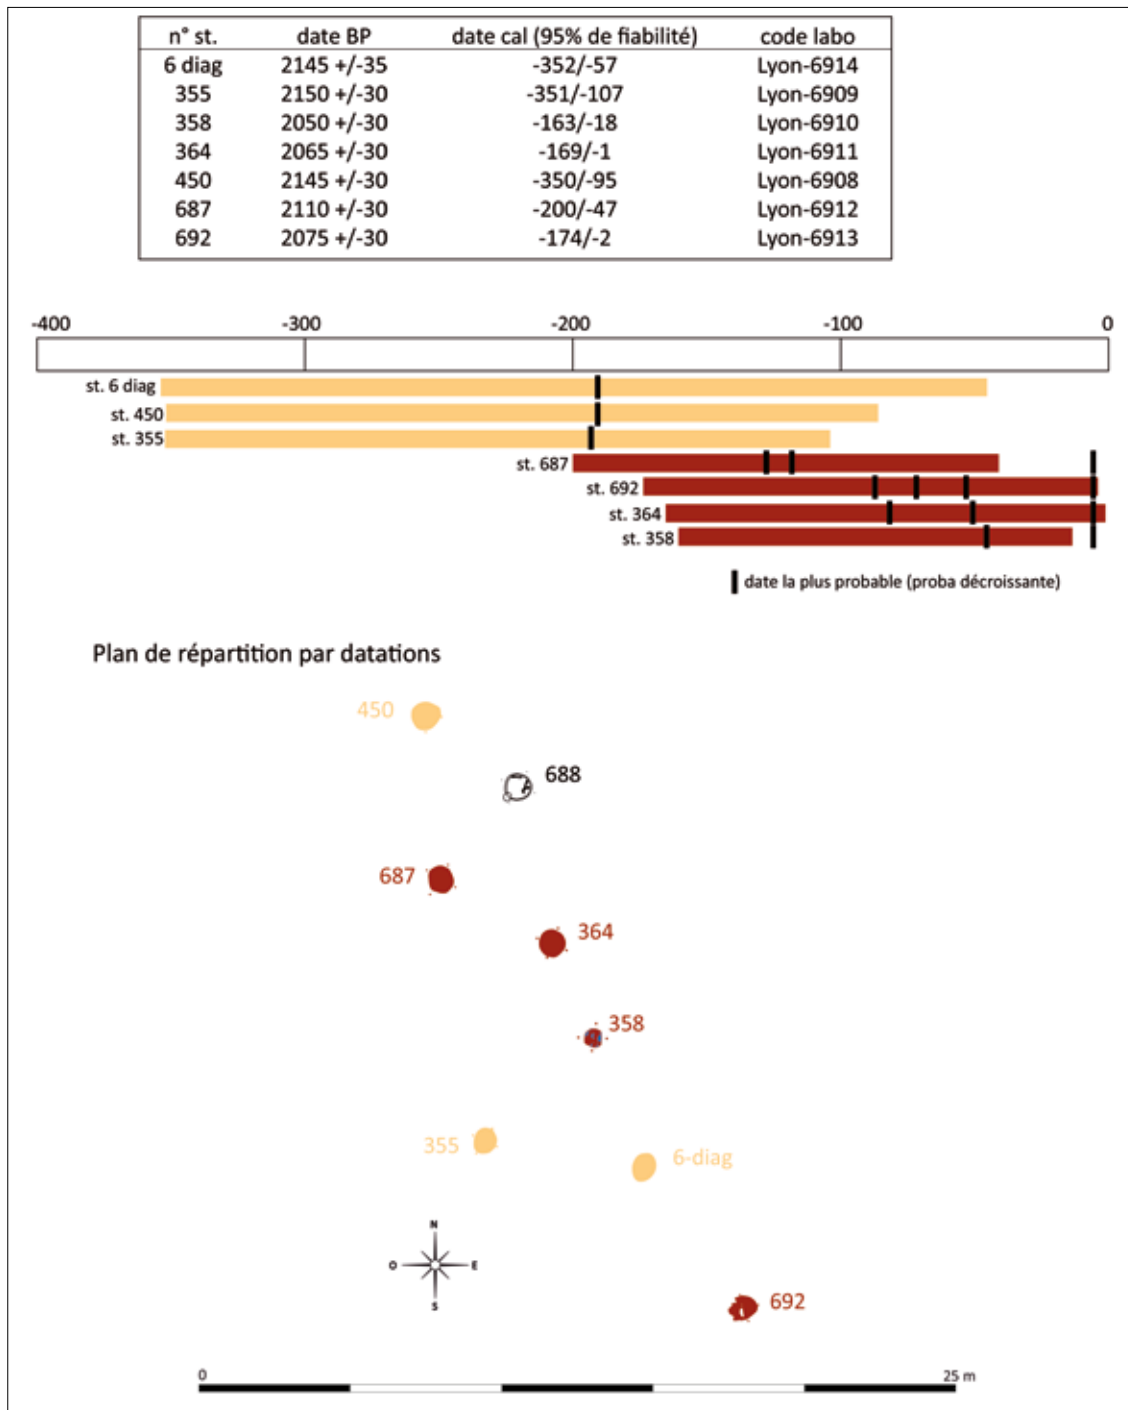 n° st. date BP date cal (95% de fiabilité) code labo
6 diag 2145 +/-35 -352/-57 Lyon-6914
355 2150 +/-30 -351/-107 Lyon-6909
358 2050 +/-30 -163/-18 Lyon-6910
364 2065 +/-30 -169/-1 Lyon-6911
450 2145 +/-30 -350/-95 Lyon-6908
687 2110 +/-30 -200/-47 Lyon-6912
692 2075 +/-30 -174/-2 Lyon-6913
-400 -300 -200 -100 0
st. 6 diag
st. 450
st. 355
st. 687
st. 692
st. 364
st. 358
date la plus probable (proba décroissante)
Plan de répartition par datations
450
688
687
364
358
355
6-diag
N
O E
S
692
0 25 m